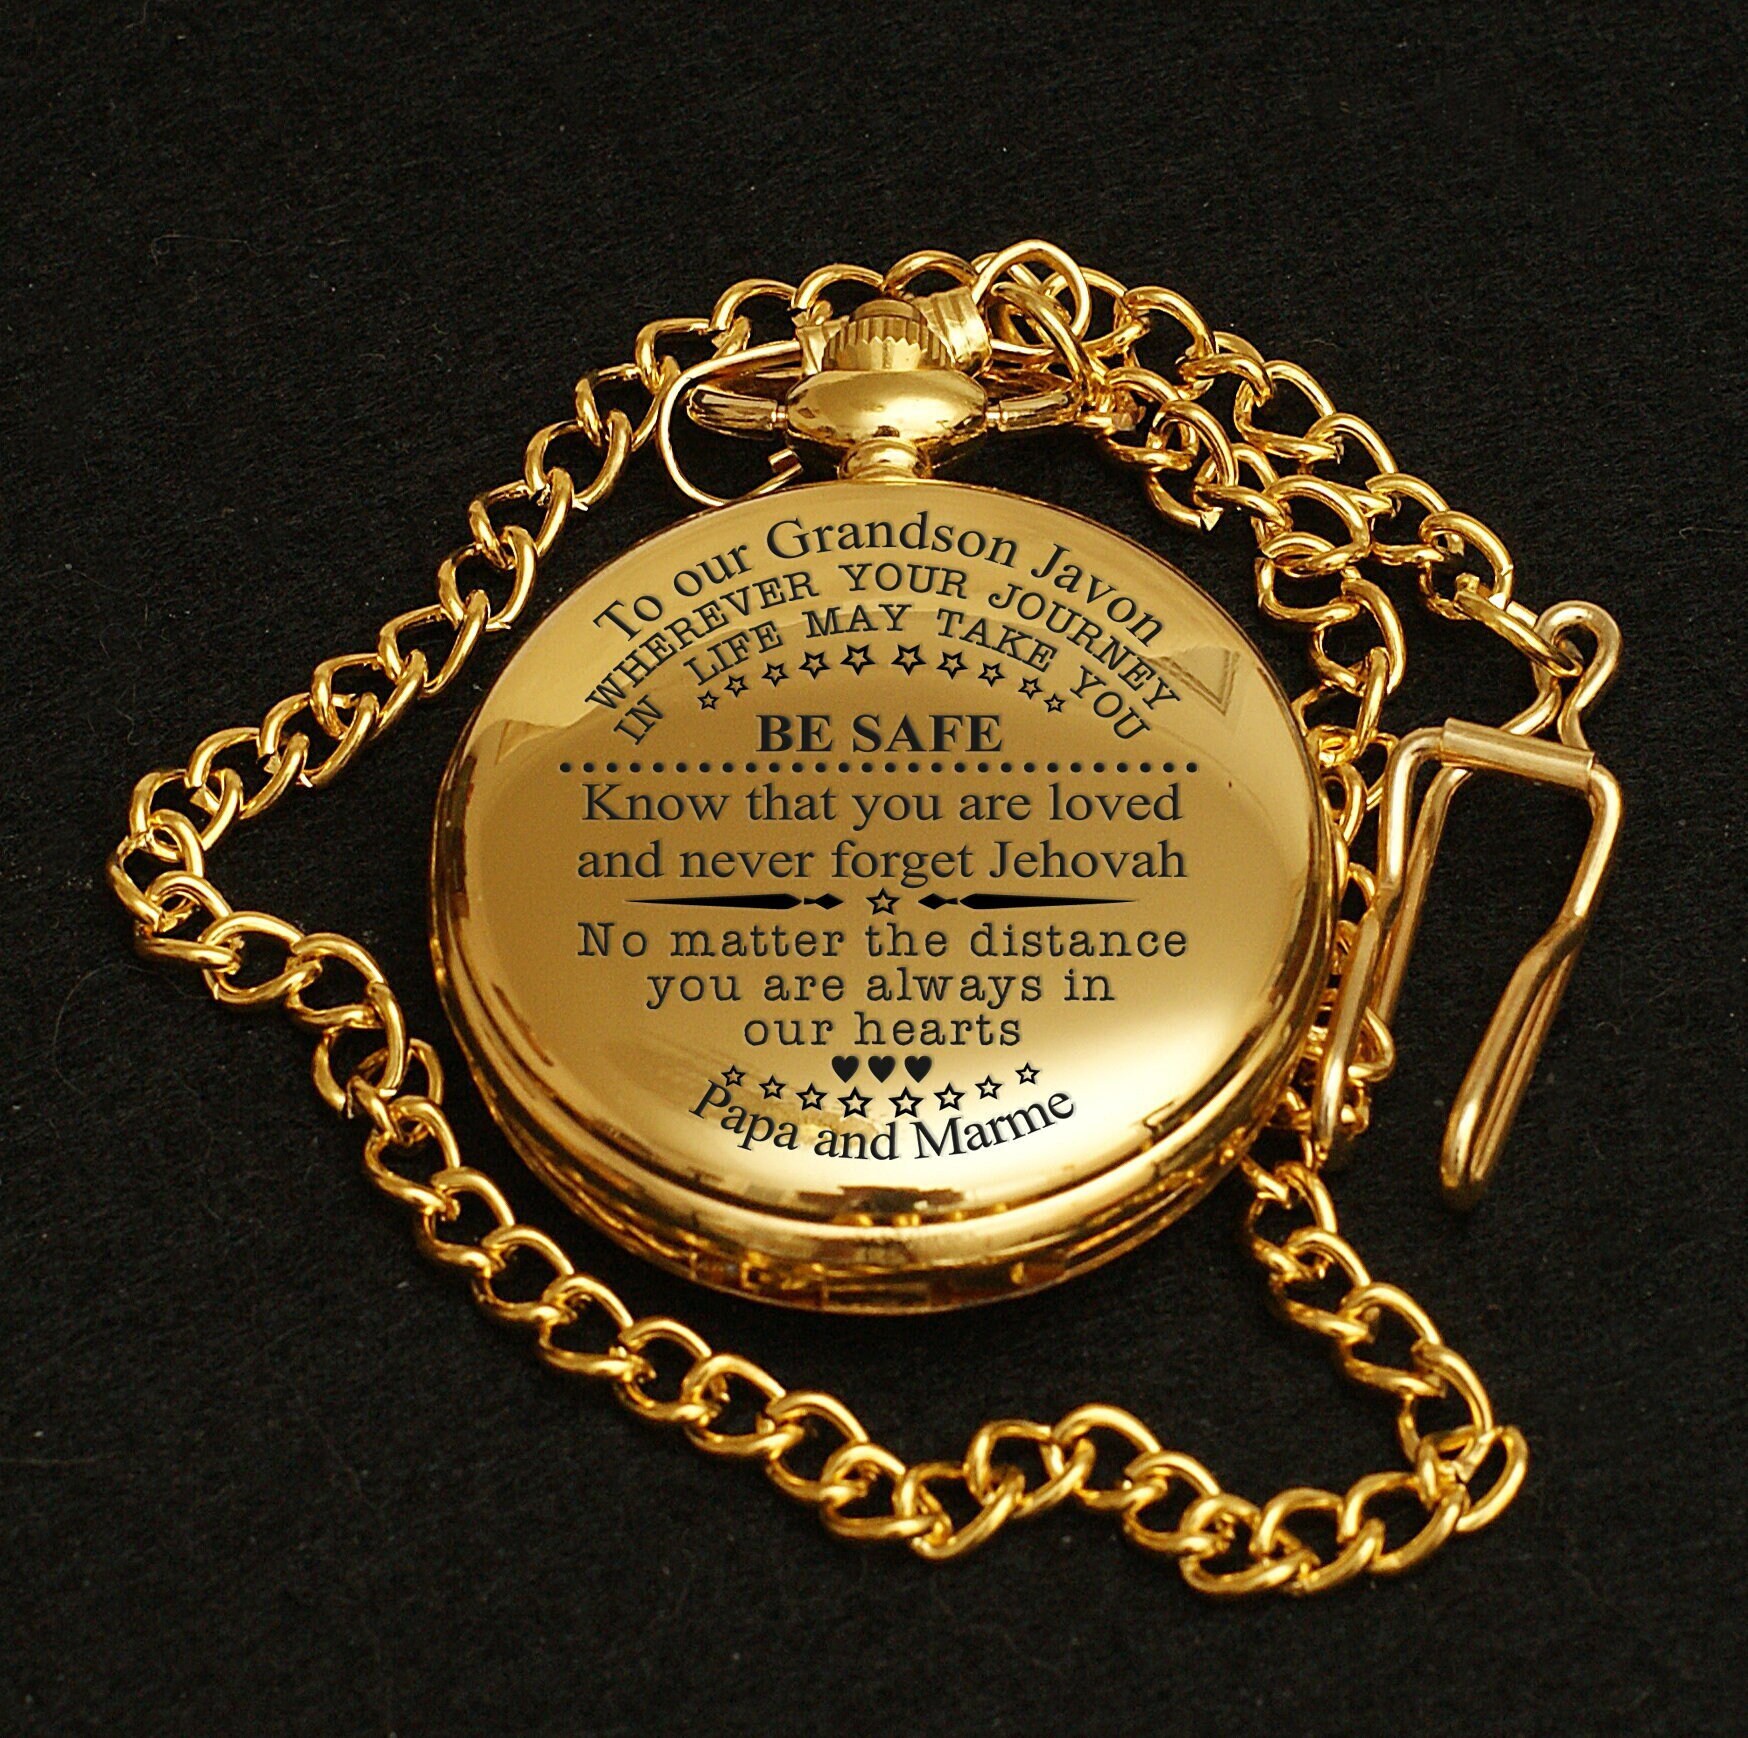 To our Grandson Javon
WHEREVER YOUR JOURNEY
IN LIFE MAY TAKE YOU
BE SAFE
Know that you are loved
and never forget Jehovah
No matter the distance
you are always in
our hearts
Papa and Marme